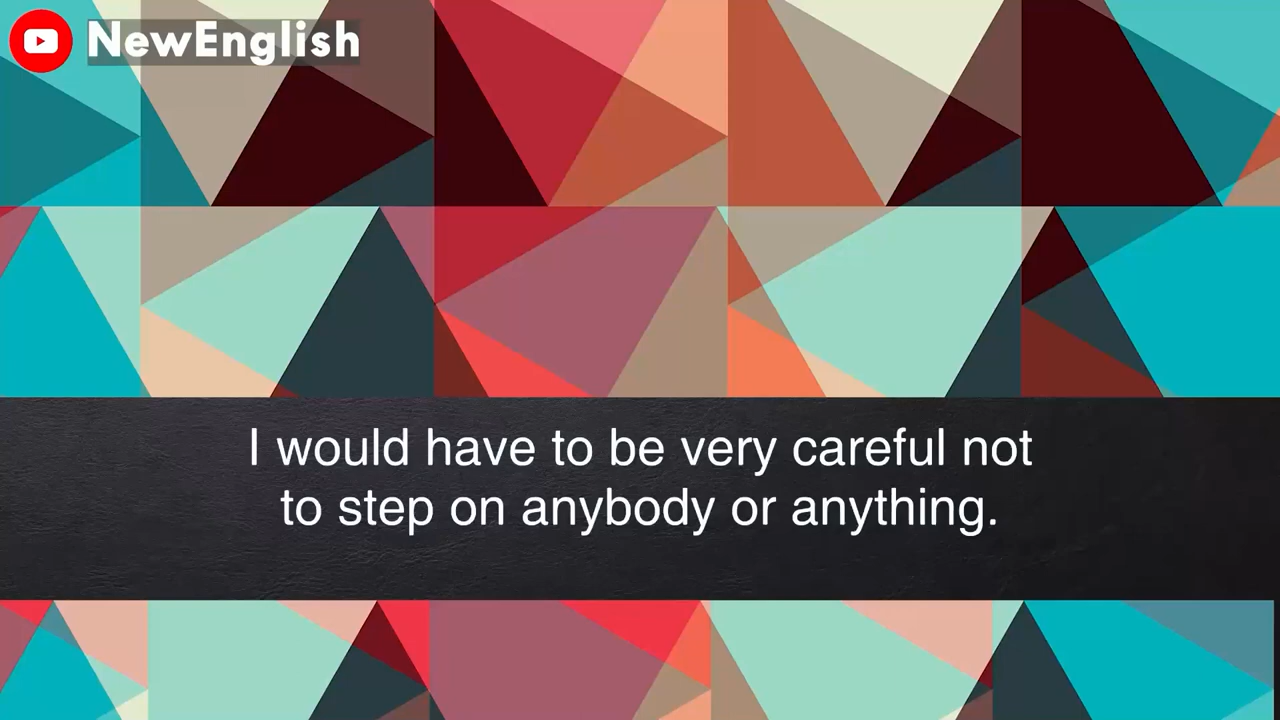 NewEnglish
I would have to be very careful not
to step on anybody or anything.